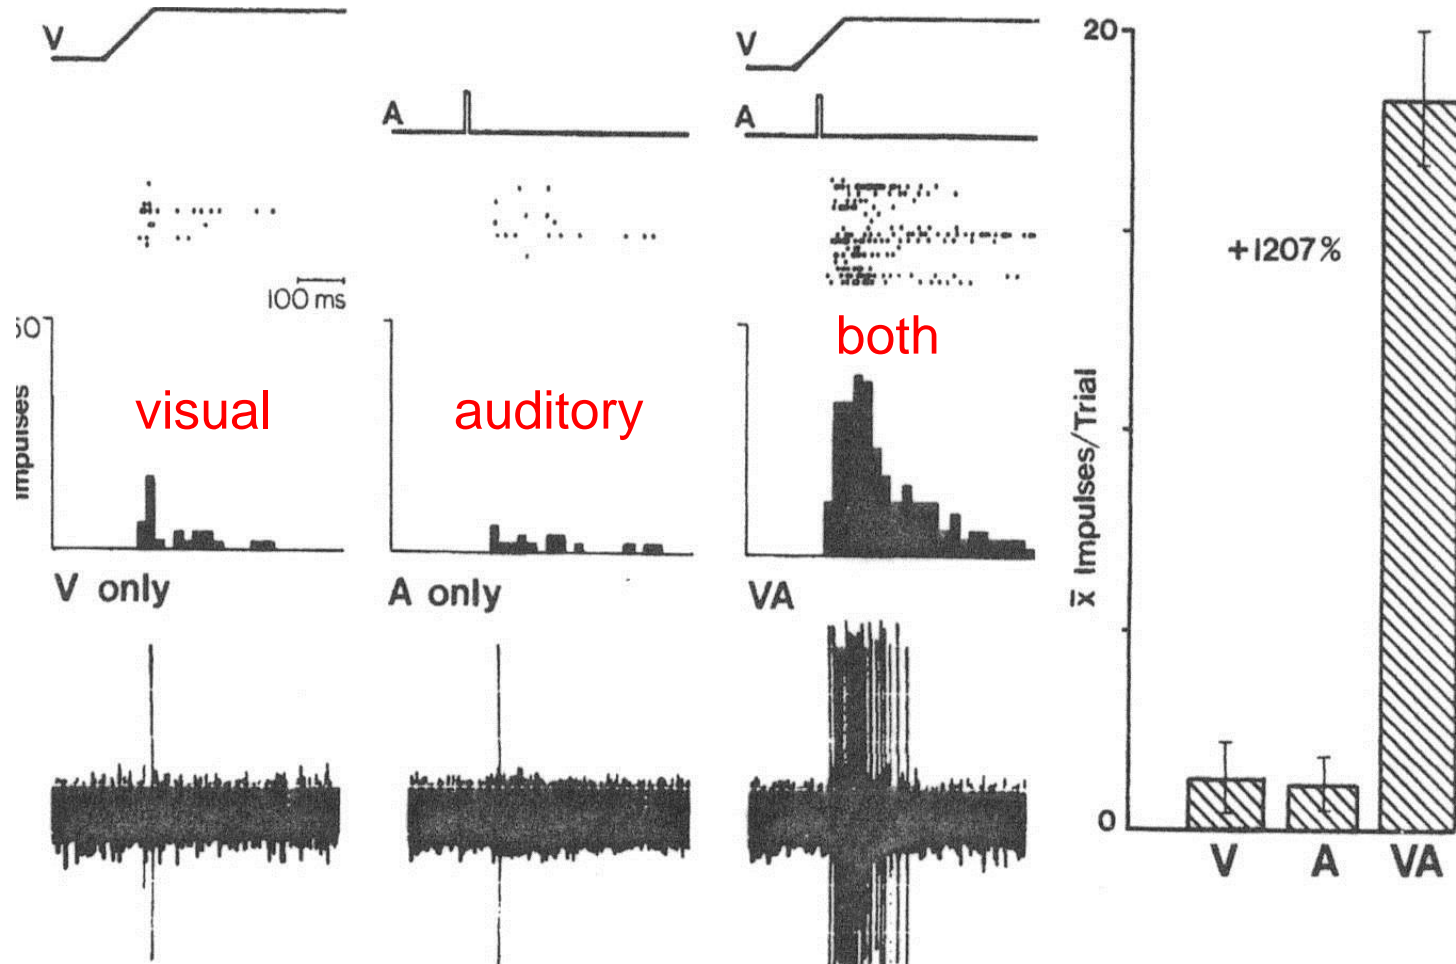 V
A
V
A
100 ms
50
Impulses
visual
auditory
both
V only
A only
VA
20
+1207%
x̄ Impulses/Trial
0
V
A
VA